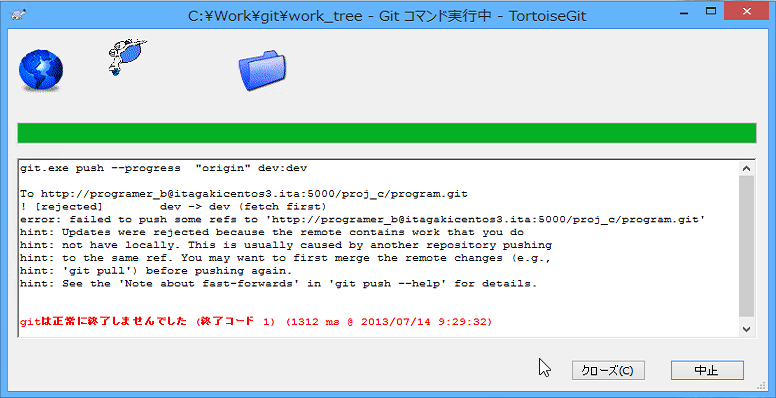 C:¥Work¥git¥work_tree - Git コマンド実行中 - TortoiseGit
git.exe push --progress  "origin" dev:dev
To http://programer_b@itagakicentos3.ita:5000/proj_c/program.git
! [rejected]        dev -> dev (fetch first)
error: failed to push some refs to 'http://programer_b@itagakicentos3.ita:5000/proj_c/program.git'
hint: Updates were rejected because the remote contains work that you do
hint: not have locally. This is usually caused by another repository pushing
hint: to the same ref. You may want to first merge the remote changes (e.g.,
hint: 'git pull') before pushing again.
hint: See the 'Note about fast-forwards' in 'git push --help' for details.
gitは正常に終了しませんでした (終了コード 1) (1312 ms @ 2013/07/14 9:29:32)
クローズ(C)
中止